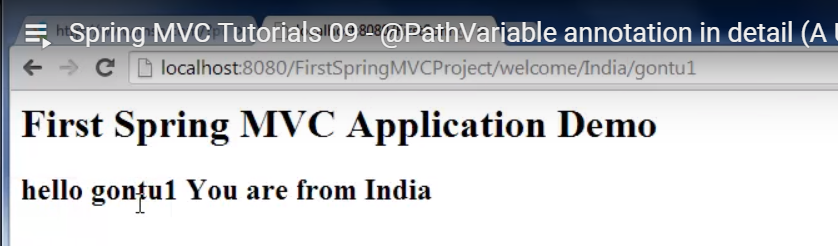 Spring MVC Tutorials 09 - @PathVariable annotation in detail (A
localhost:8080/FirstSpringMVCProject/welcome/India/gontu1
First Spring MVC Application Demo
hello gontu1 You are from India